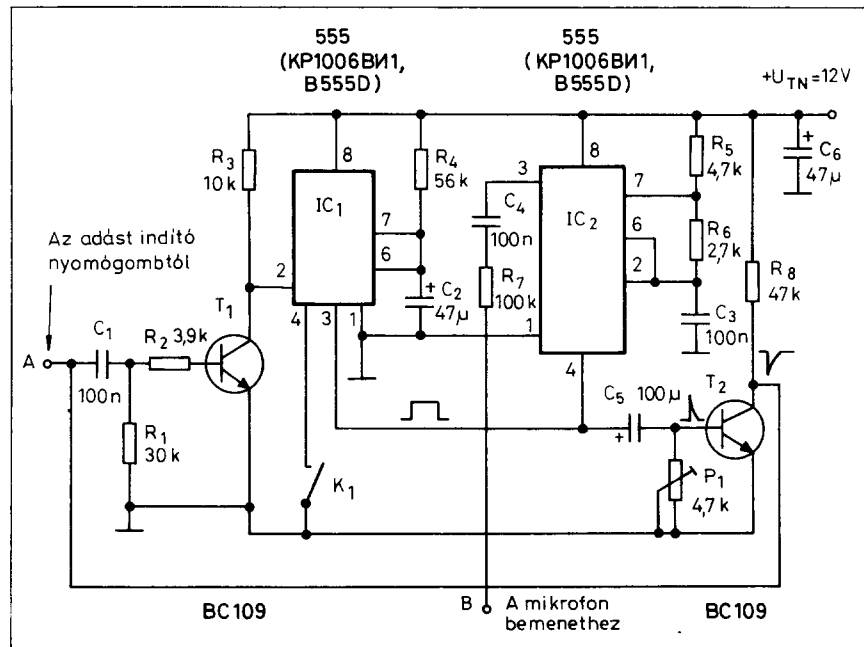 555
(КР1006ВИ1,
B555D)
555
(КР1006ВИ1,
B555D)
+U_TN=12V
R3
10k
8
R4
56k
3
8
7
R5
4,7k
C6
+
47µ
IC1
7
6
C4
100n
IC2
6
2
R6
2,7k
Az adást indító
nyomógombtól
2
+
C2
47µ
R7
100k
R8
47k
T1
4
3
1
1
C3
100n
C1
R2
3,9k
A
100n
4
C5
100µ
+
T2
R1
30k
K1
P1
4,7k
BC109
B
A mikrofon
bemenethez
BC109